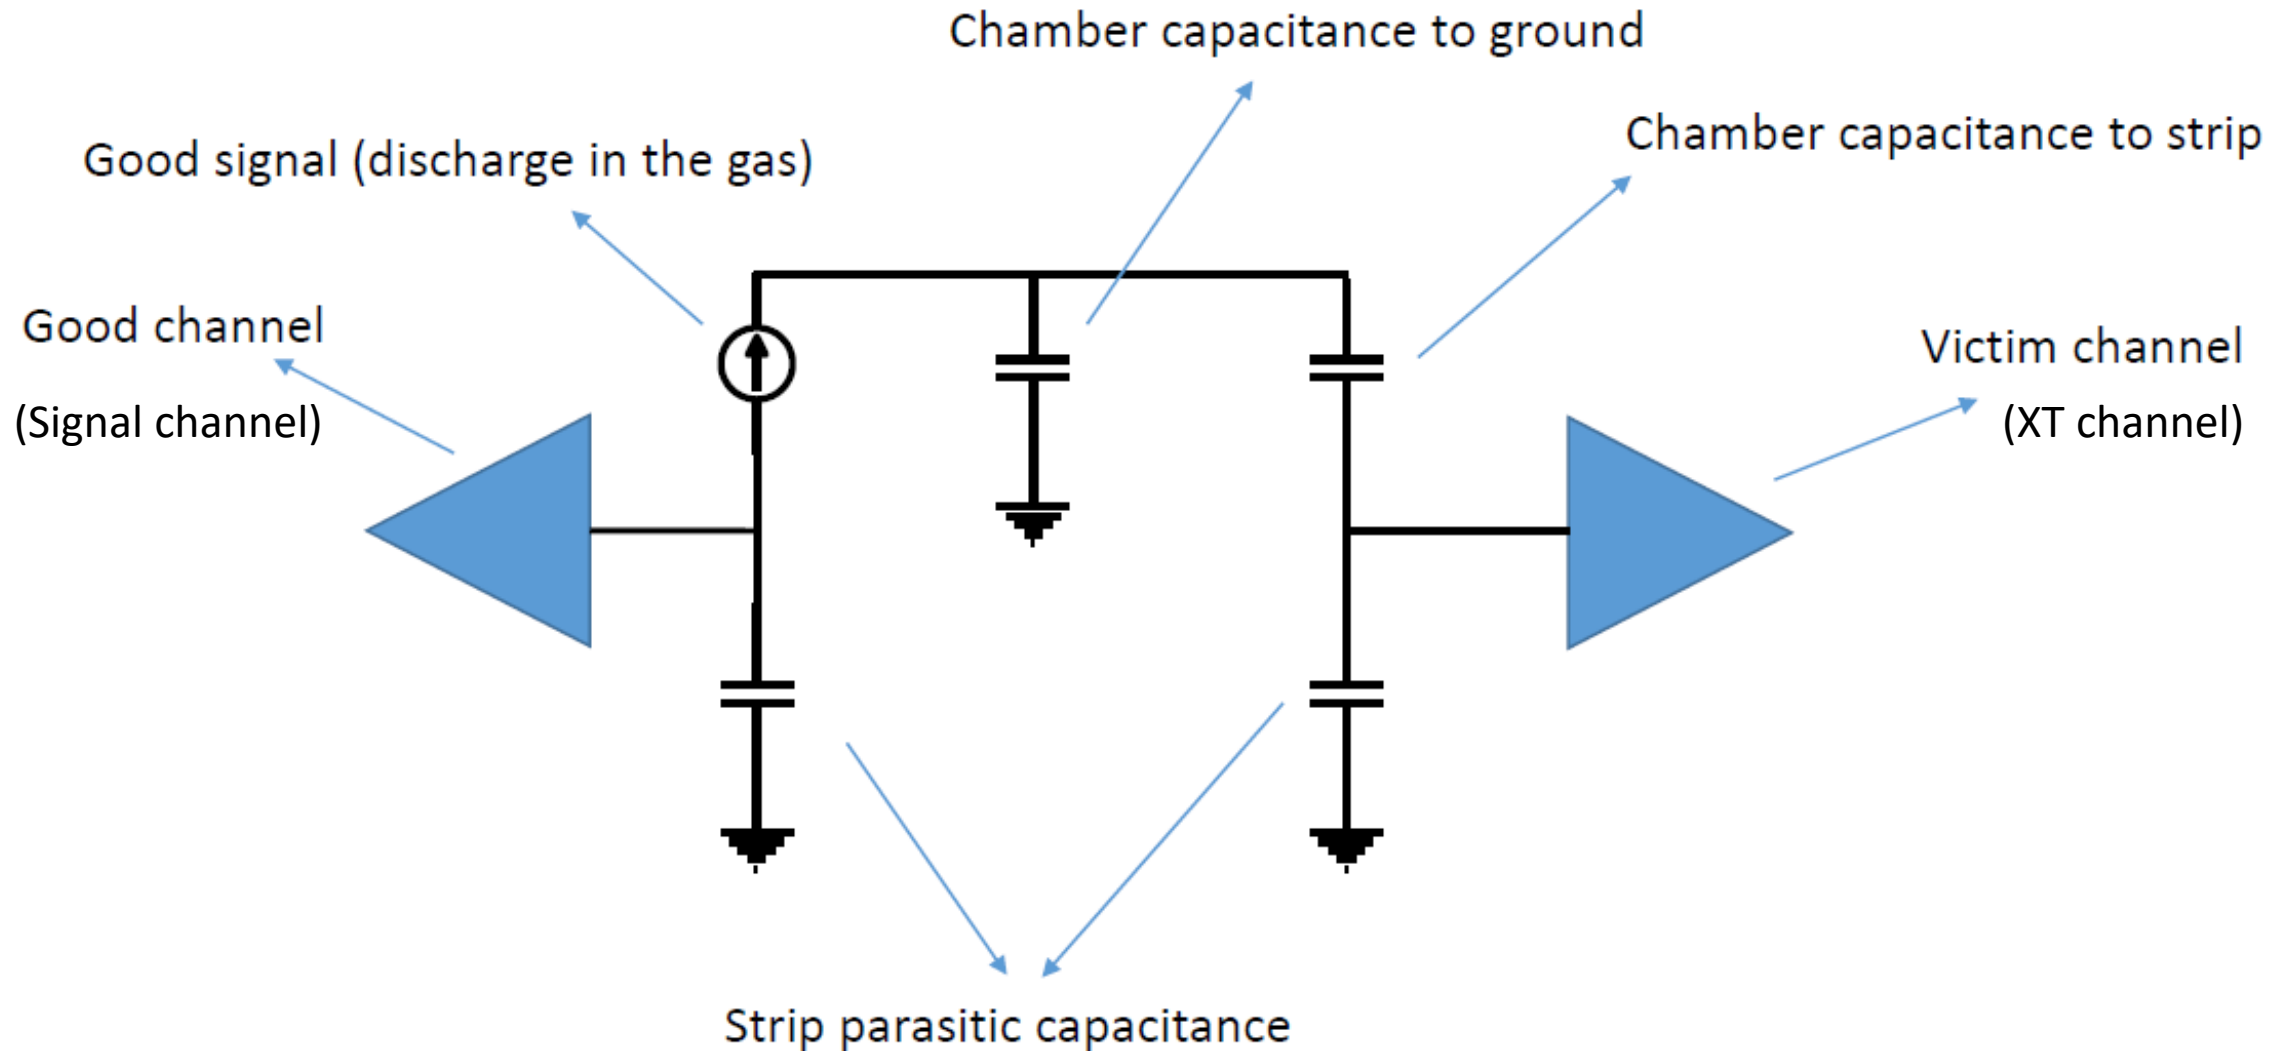 Chamber capacitance to ground
Chamber capacitance to strip
Good signal (discharge in the gas)
Good channel
(Signal channel)
Victim channel
(XT channel)
Strip parasitic capacitance